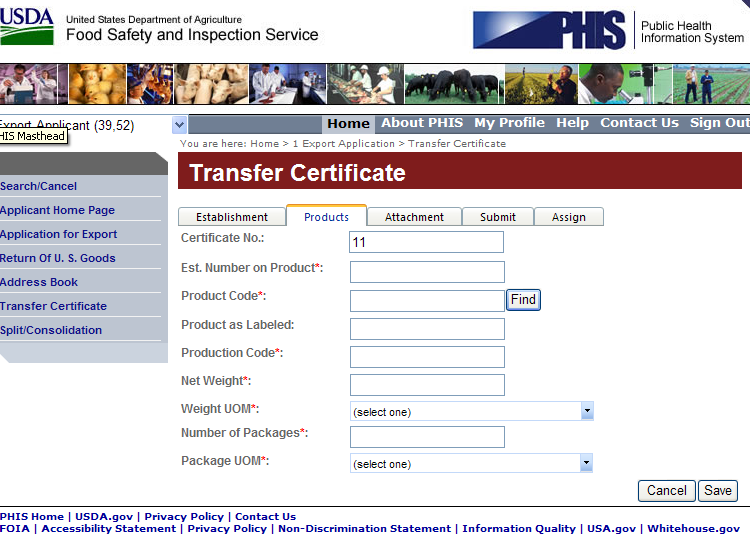 USDA
United States Department of Agriculture
Food Safety and Inspection Service
PHIS
Public Health
Information System
Export Applicant (39,52)
HIS Masthead
Home About PHIS My Profile Help Contact Us Sign Out
You are here: Home > 1 Export Application > Transfer Certificate
Transfer Certificate
Search/Cancel
Applicant Home Page
Application for Export
Return Of U. S. Goods
Address Book
Transfer Certificate
Split/Consolidation
Establishment Products Attachment Submit Assign
Certificate No.: 11
Est. Number on Product*:
Product Code*: Find
Product as Labeled:
Production Code*:
Net Weight*:
Weight UOM*: (select one)
Number of Packages*:
Package UOM*: (select one)
Cancel Save
PHIS Home | USDA.gov | Privacy Policy | Contact Us
FOIA | Accessibility Statement | Privacy Policy | Non-Discrimination Statement | Information Quality | USA.gov | Whitehouse.gov